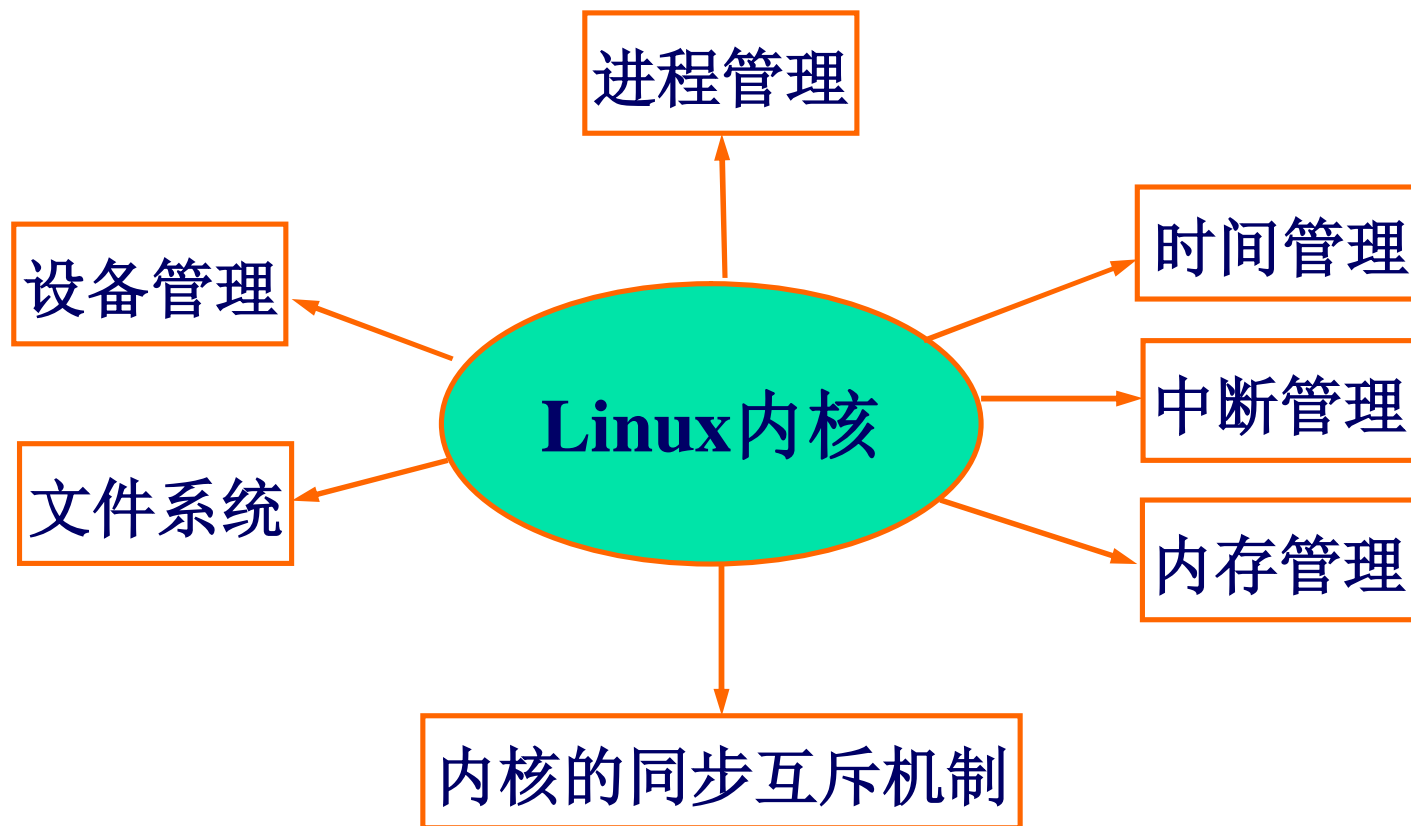 进程管理
时间管理
设备管理
中断管理
Linux内核
文件系统
内存管理
内核的同步互斥机制